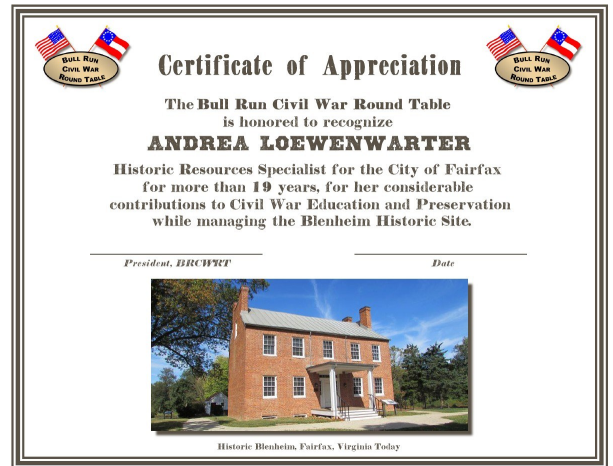 BULL RUN
CIVIL WAR
ROUND TABLE
BULL RUN
CIVIL WAR
ROUND TABLE
Certificate of Appreciation
The Bull Run Civil War Round Table
is honored to recognize
ANDREA LOEWENWARTER
Historic Resources Specialist for the City of Fairfax
for more than 19 years, for her considerable
contributions to Civil War Education and Preservation
while managing the Blenheim Historic Site.
President, BRCWRT Date
Historic Blenheim, Fairfax, Virginia Today